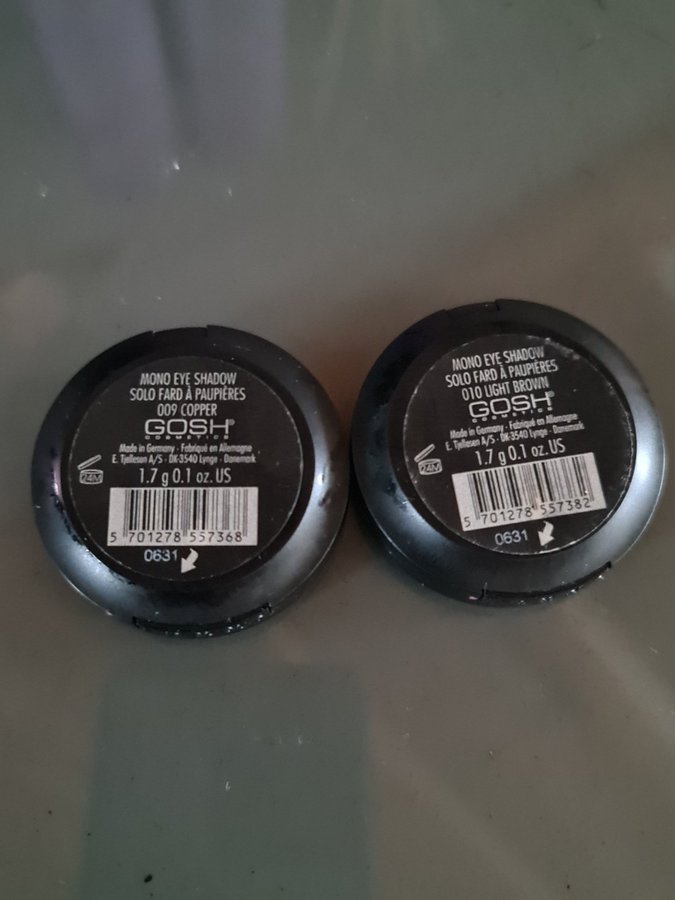 MONO EYE SHADOW
SOLO FARD À PAUPIÈRES
009 COPPER
GOSH®
COSMETICS
Made in Germany · Fabriqué en Allemagne
E. Tjellesen A/S · DK-3540 Lynge · Danemark
24M
1.7 g 0.1 oz. US
5 701278 557368
0631
MONO EYE SHADOW
SOLO FARD À PAUPIÈRES
010 LIGHT BROWN
GOSH®
COSMETICS
Made in Germany · Fabriqué en Allemagne
E. Tjellesen A/S · DK-3540 Lynge · Danemark
24M
1.7 g 0.1 oz. US
5 701278 557382
0631